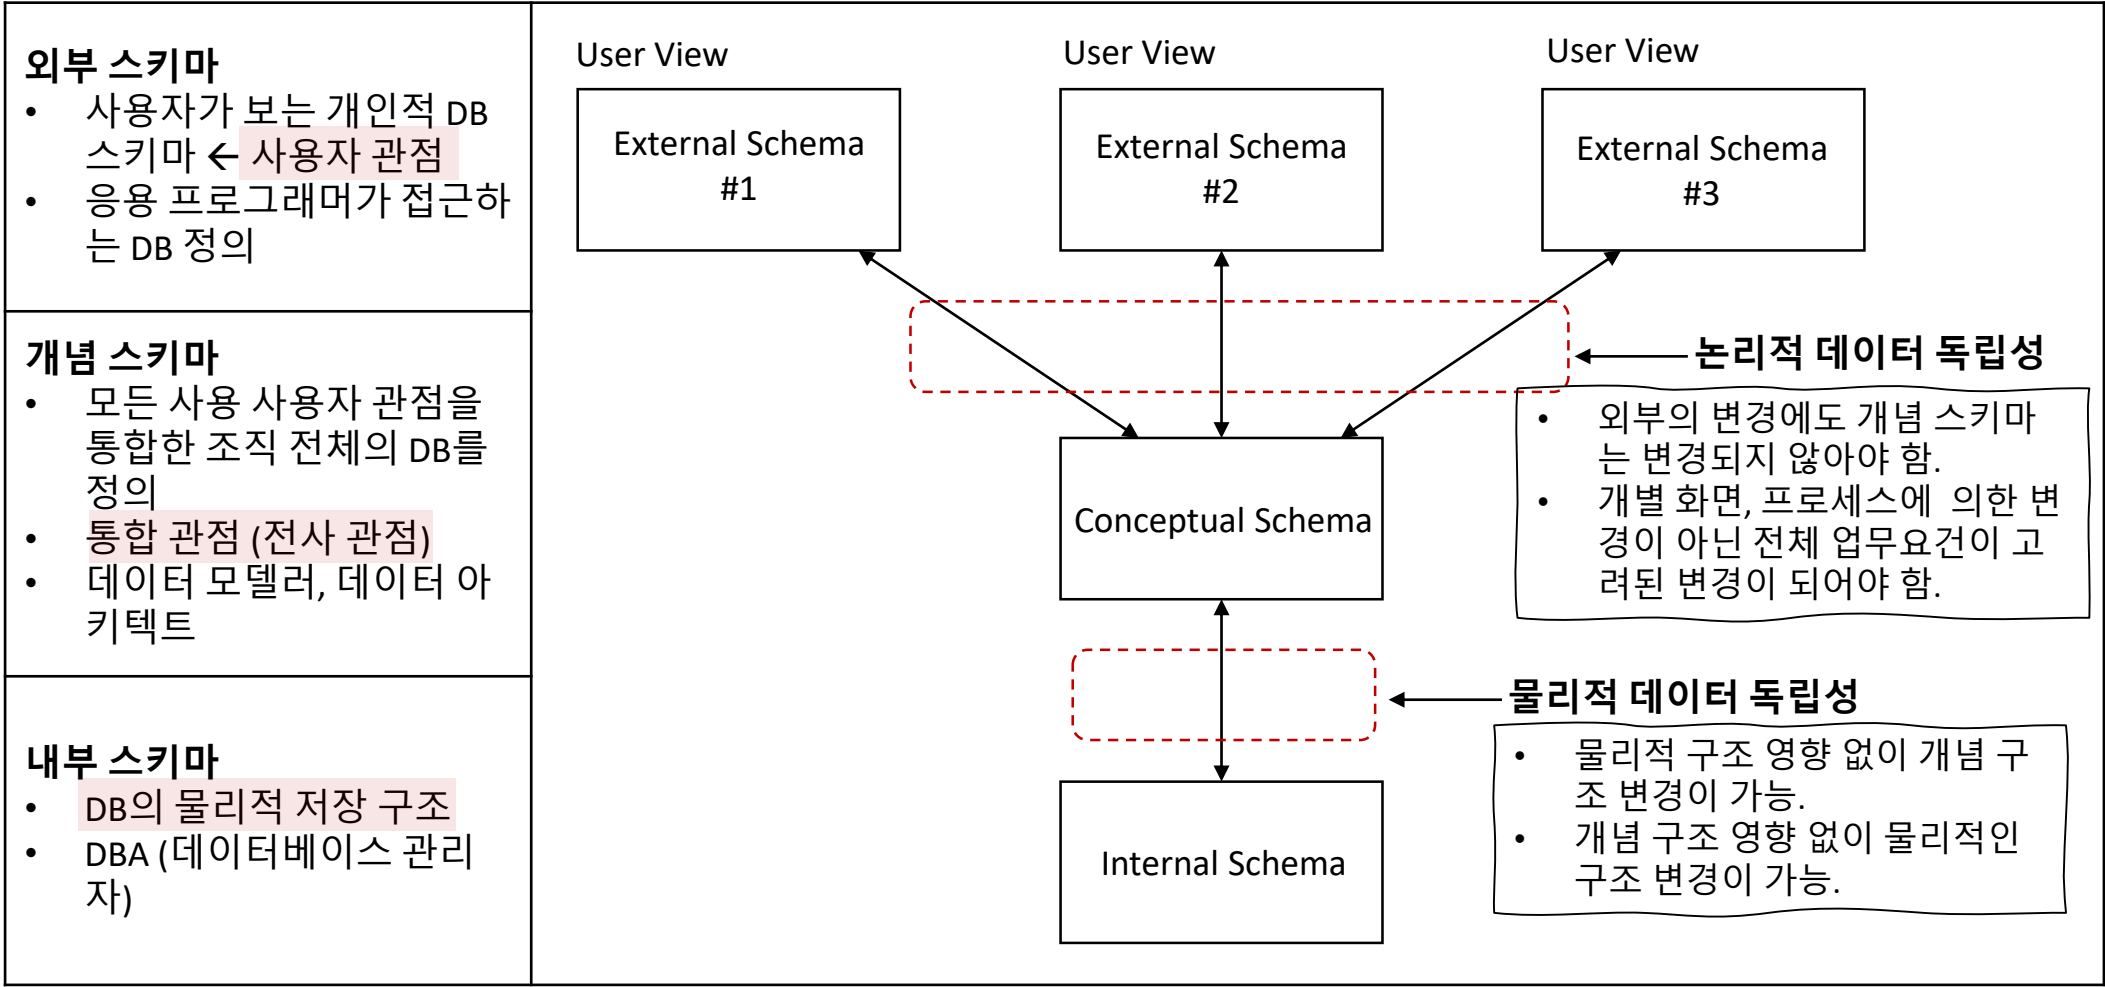 외부 스키마
• 사용자가 보는 개인적 DB
스키마 ← 사용자 관점
• 응용 프로그래머가 접근하
는 DB 정의
개념 스키마
• 모든 사용 사용자 관점을
통합한 조직 전체의 DB를
정의
• 통합 관점 (전사 관점)
• 데이터 모델러, 데이터 아
키텍트
내부 스키마
• DB의 물리적 저장 구조
• DBA (데이터베이스 관리
자)
User View
User View
User View
External Schema
#1
External Schema
#2
External Schema
#3
논리적 데이터 독립성
• 외부의 변경에도 개념 스키마
는 변경되지 않아야 함.
• 개별 화면, 프로세스에 의한 변
경이 아닌 전체 업무요건이 고
려된 변경이 되어야 함.
Conceptual Schema
물리적 데이터 독립성
• 물리적 구조 영향 없이 개념 구
조 변경이 가능.
• 개념 구조 영향 없이 물리적인
구조 변경이 가능.
Internal Schema